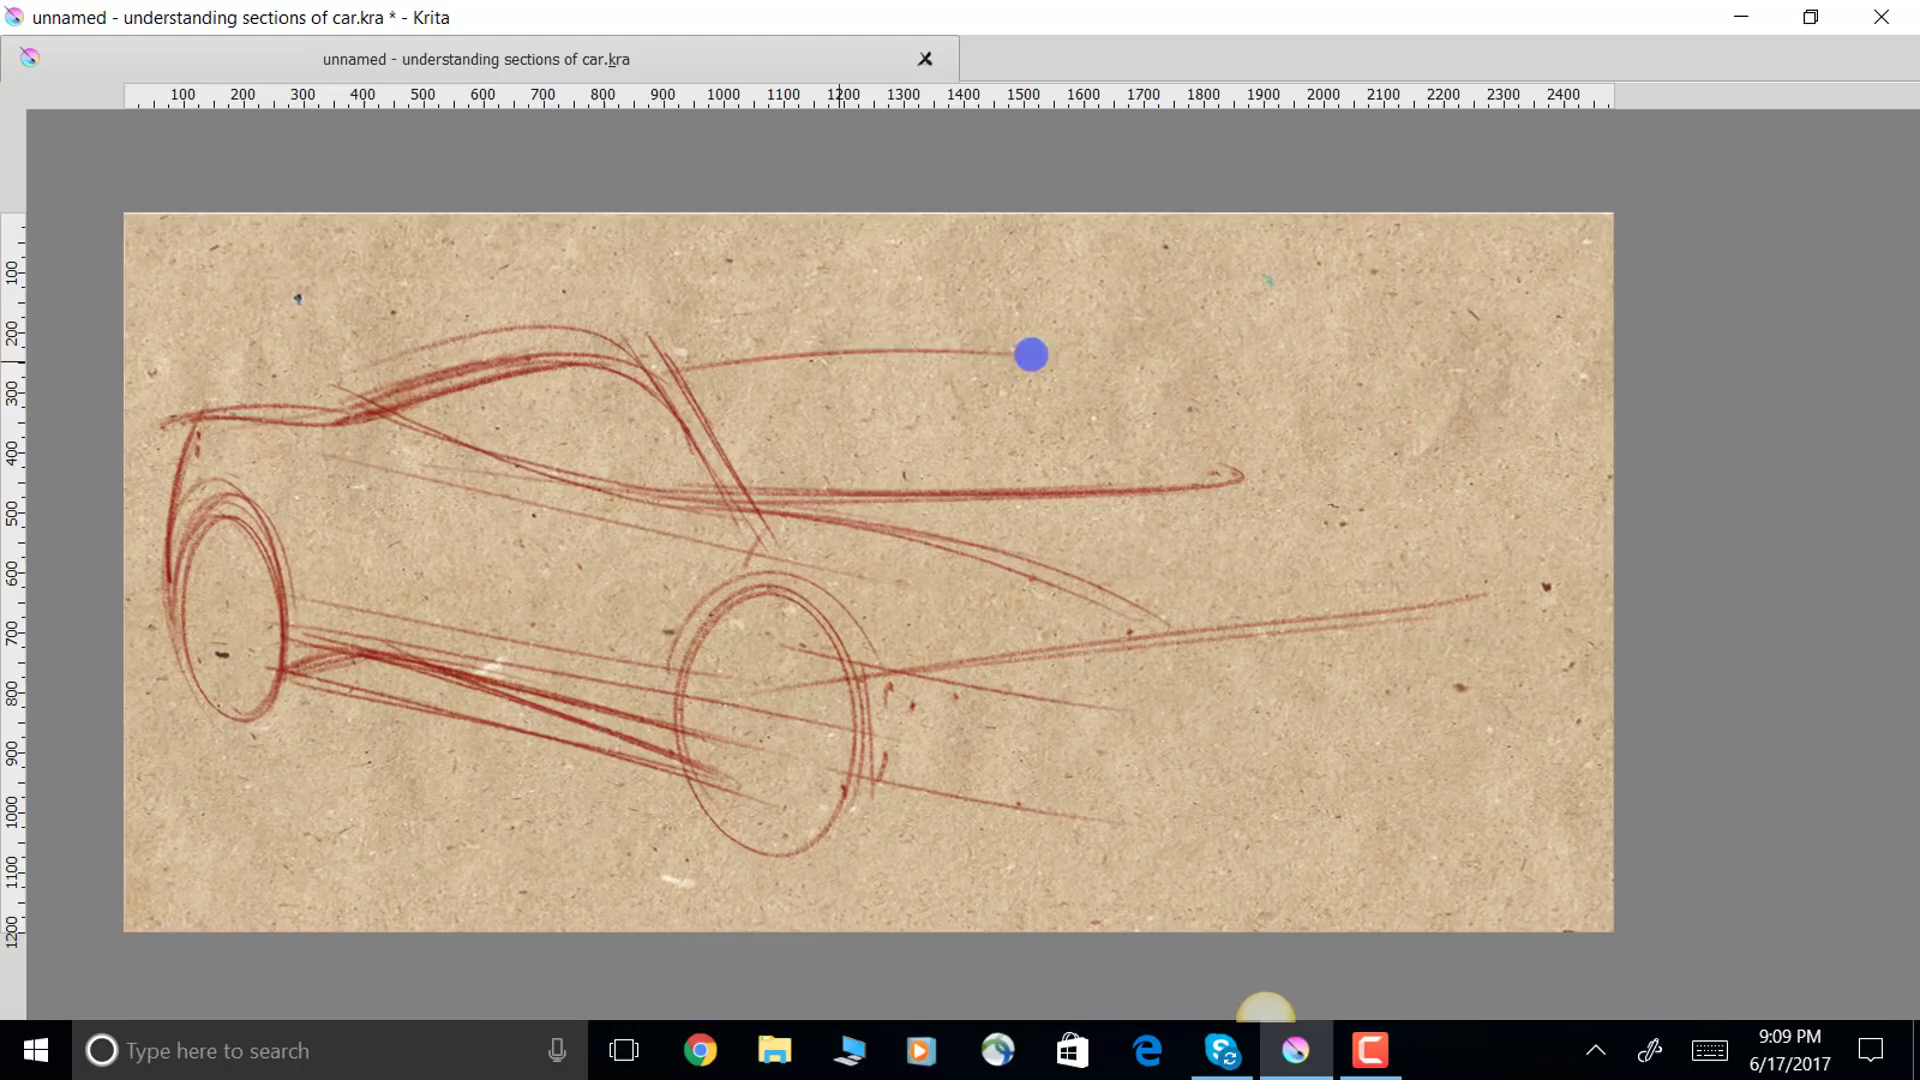 unnamed - understanding sections of car.kra * - Krita
unnamed - understanding sections of car.kra
100 200 300 400 500 600 700 800 900 1000 1100 1200 1300 1400 1500 1600 1700 1800 1900 2000 2100 2200 2300 2400
100
200
300
400
500
600
700
800
900
1000
1100
1200
Type here to search
9:09 PM
6/17/2017